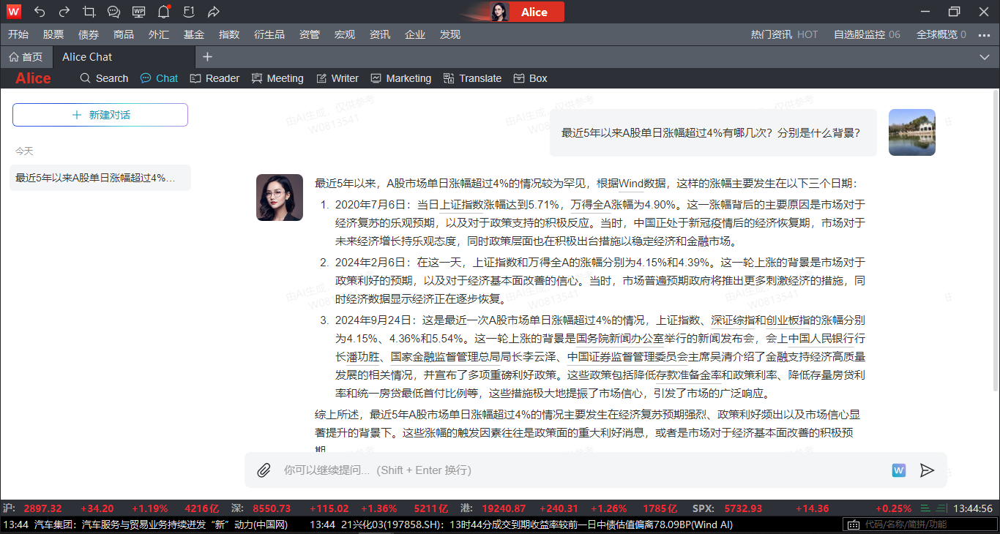 W
WP
F1
Alice
开始 股票 债券 商品 外汇 基金 指数 衍生品 资管 宏观 资讯 企业 发现
热门资讯 HOT 自选股监控 06 全球概览 0
首页
Alice Chat
Alice
Search Chat Reader Meeting Writer Marketing Translate Box
新建对话
今天
最近5年以来A股单日涨幅超过4%…
由AI生成，仅供参考
W0813541
最近5年以来A股单日涨幅超过4%有哪几次？分别是什么背景？
最近5年以来，A股市场单日涨幅超过4%的情况较为罕见，根据Wind数据，这样的涨幅主要发生在以下三个日期：
1. 2020年7月6日：当日上证指数涨幅达到5.71%，万得全A涨幅为4.90%。这一涨幅背后的主要原因是市场对于
经济复苏的乐观预期，以及对于政策支持的积极反应。当时，中国正处于新冠疫情后的经济恢复期，市场对于
未来经济增长持乐观态度，同时政策层面也在积极出台措施以稳定经济和金融市场。
2. 2024年2月6日：在这一天，上证指数和万得全A的涨幅分别为4.15%和4.39%。这一轮上涨的背景是市场对于
政策利好的预期，以及对于经济基本面改善的信心。当时，市场普遍预期政府将推出更多刺激经济的措施，同
时经济数据显示经济正在逐步恢复。
3. 2024年9月24日：这是最近一次A股市场单日涨幅超过4%的情况，上证指数、深证综指和创业板指的涨幅分别
为4.15%、4.36%和5.54%。这一轮上涨的背景是国务院新闻办公室举行的新闻发布会，会上中国人民银行行
长潘功胜、国家金融监督管理总局局长李云泽、中国证券监督管理委员会主席吴清介绍了金融支持经济高质量
发展的相关情况，并宣布了多项重磅利好政策。这些政策包括降低存款准备金率和政策利率、降低存量房贷利
率和统一房贷最低首付比例等，这些措施极大地提振了市场信心，引发了市场的广泛响应。
综上所述，最近5年A股市场单日涨幅超过4%的情况主要发生在经济复苏预期强烈、政策利好频出以及市场信心显
著提升的背景下。这些涨幅的触发因素往往是政策面的重大利好消息，或者是市场对于经济基本面改善的积极预
期
你可以继续提问... (Shift + Enter 换行)
W
沪: 2897.32 +34.20 +1.19% 4216亿 深: 8550.73 +115.02 +1.36% 5211亿 港: 19240.87 +240.31 +1.26% 1785亿 SPX: 5732.93 +14.36 +0.25% 13:44:56
13:44 汽车集团：汽车服务与贸易业务持续迸发“新”动力(中国网) 13:44 21兴化03(197858.SH)：13时44分成交到期收益率较前一日中债估值偏离78.09BP(Wind AI)
代码/名称/简拼/功能